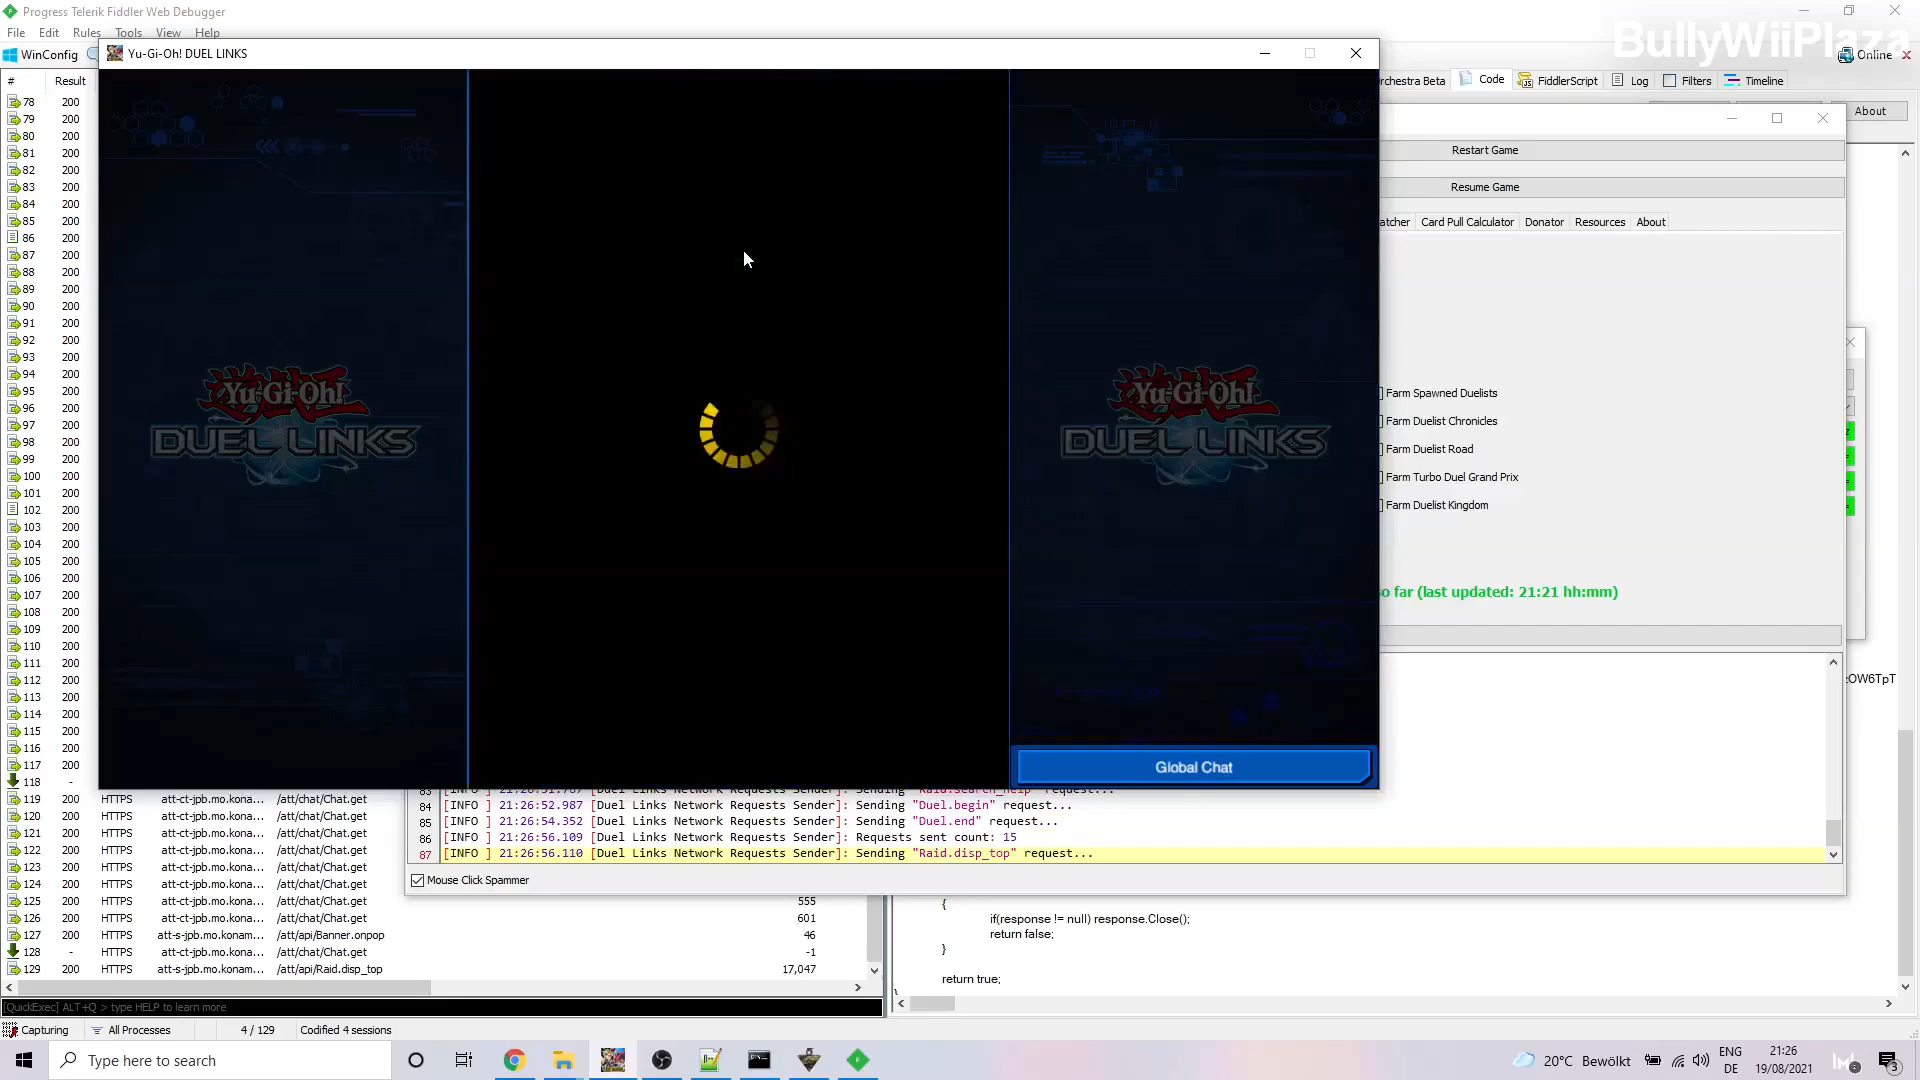 Progress Telerik Fiddler Web Debugger
BullyWiiPlaza
File Edit Rules Tools View Help
WinConfig
Yu-Gi-Oh! DUEL LINKS
Online
# Result
rchestra Beta Code FiddlerScript Log Filters Timeline
About
78 200
79 200
80 200
81 200
82 200
83 200
84 200
85 200
86 200
87 200
88 200
89 200
90 200
91 200
92 200
93 200
94 200
95 200
96 200
97 200
98 200
99 200
100 200
101 200
102 200
103 200
104 200
105 200
106 200
107 200
108 200
109 200
110 200
111 200
112 200
113 200
114 200
115 200
116 200
117 200
118 -
119 200 HTTPS att-ct-jpb.mo.kona... /att/chat/Chat.get
120 200 HTTPS att-ct-jpb.mo.kona... /att/chat/Chat.get
121 200 HTTPS att-ct-jpb.mo.kona... /att/chat/Chat.get
122 200 HTTPS att-ct-jpb.mo.kona... /att/chat/Chat.get
123 200 HTTPS att-ct-jpb.mo.kona... /att/chat/Chat.get
124 200 HTTPS att-ct-jpb.mo.kona... /att/chat/Chat.get
125 200 HTTPS att-ct-jpb.mo.kona... /att/chat/Chat.get 555
126 200 HTTPS att-ct-jpb.mo.kona... /att/chat/Chat.get 601
127 200 HTTPS att-s-jpb.mo.konam... /att/api/Banner.onpop 46
128 - HTTPS att-ct-jpb.mo.kona... /att/chat/Chat.get -1
129 200 HTTPS att-s-jpb.mo.konam... /att/api/Raid.disp_top 17,047
Yu-Gi-Oh!
DUEL LINKS
Yu-Gi-Oh!
DUEL LINKS
Global Chat
Restart Game
Resume Game
atcher Card Pull Calculator Donator Resources About
Farm Spawned Duelists
Farm Duelist Chronicles
Farm Duelist Road
Farm Turbo Duel Grand Prix
Farm Duelist Kingdom
so far (last updated: 21:21 hh:mm)
OW6TpT
83 [INFO ] 21:26:51.787 [Duel Links Network Requests Sender]: Sending "Raid.search_help" request...
84 [INFO ] 21:26:52.987 [Duel Links Network Requests Sender]: Sending "Duel.begin" request...
85 [INFO ] 21:26:54.352 [Duel Links Network Requests Sender]: Sending "Duel.end" request...
86 [INFO ] 21:26:56.109 [Duel Links Network Requests Sender]: Requests sent count: 15
87 [INFO ] 21:26:56.110 [Duel Links Network Requests Sender]: Sending "Raid.disp_top" request...
Mouse Click Spammer
{
if(response != null) response.Close();
return false;
}
return true;
[QuickExec] ALT+Q > type HELP to learn more
Capturing All Processes 4 / 129 Codified 4 sessions
Type here to search
20°C Bewölkt
ENG
DE
21:26
19/08/2021
3